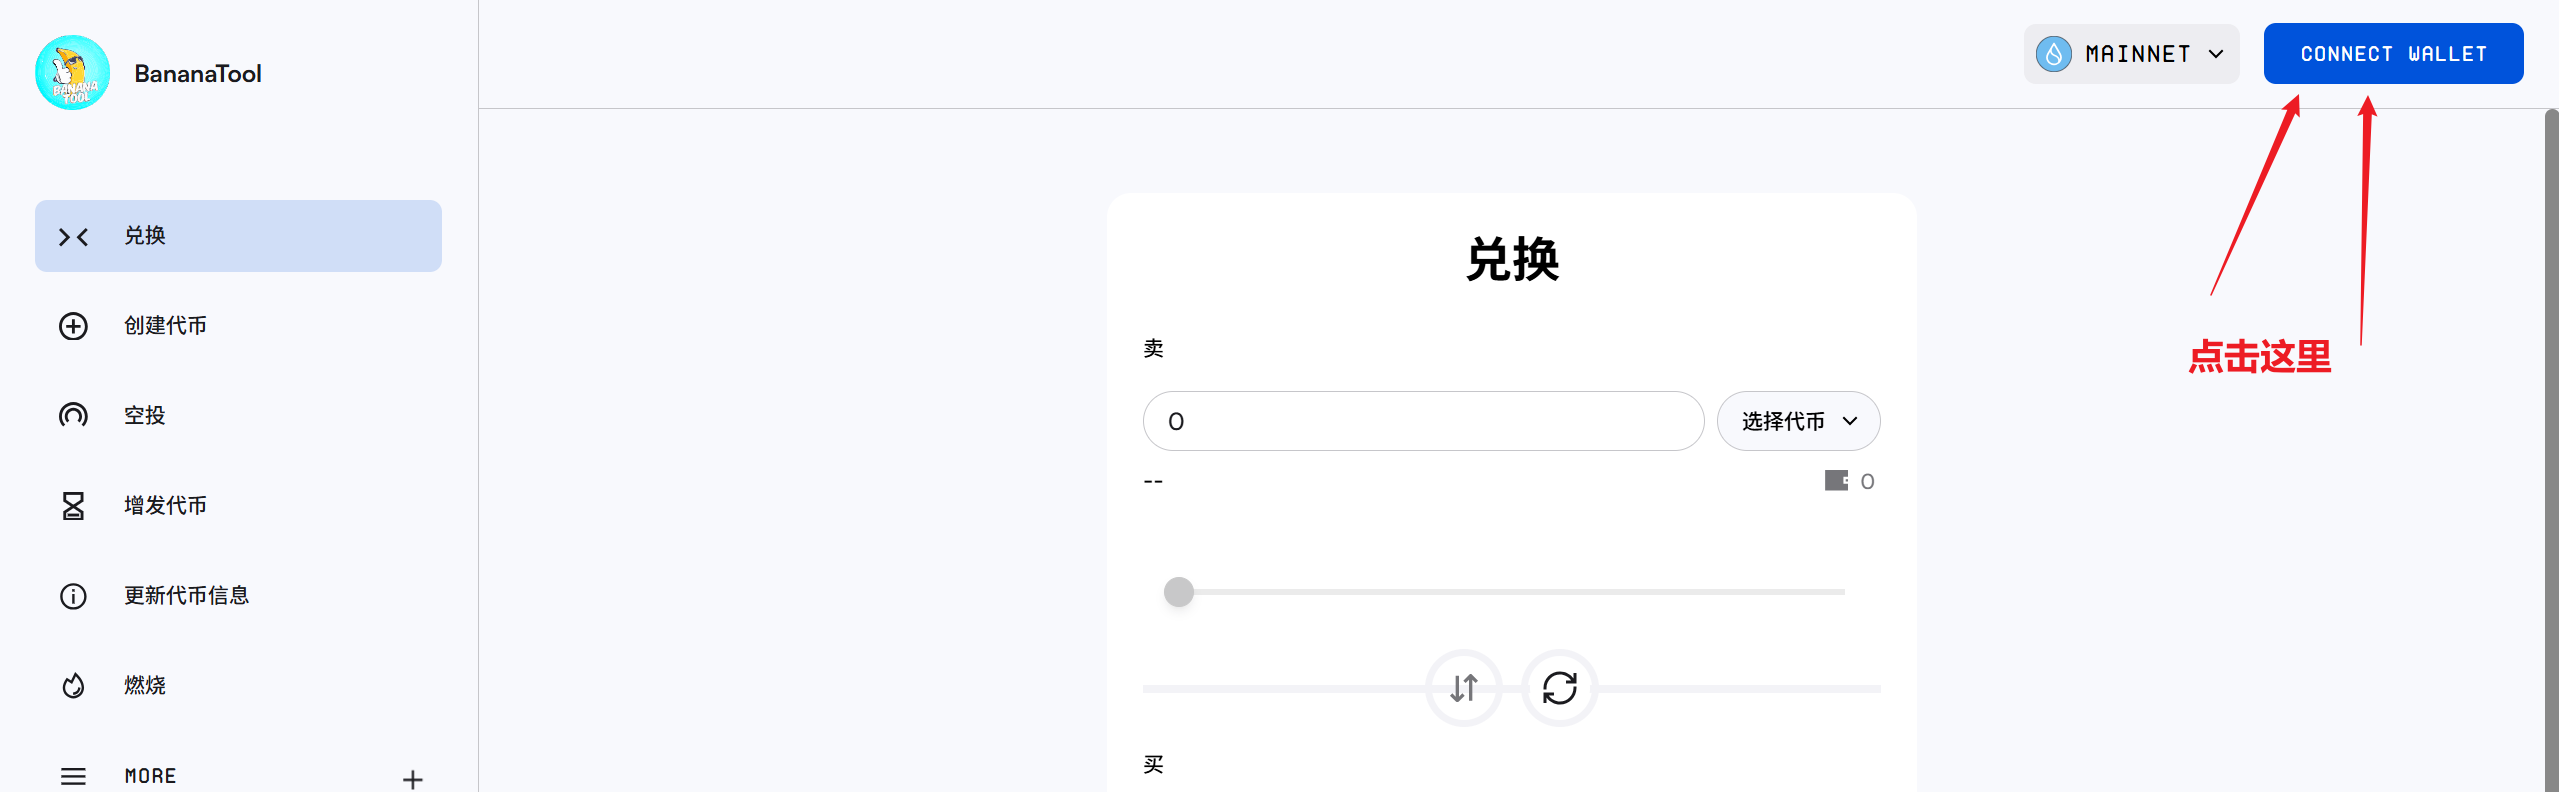 BANANA
TOOL
BananaTool
MAINNET
CONNECT WALLET
兑换
创建代币
空投
增发代币
更新代币信息
燃烧
MORE
兑换
卖
0
选择代币
--
0
买
点击这里